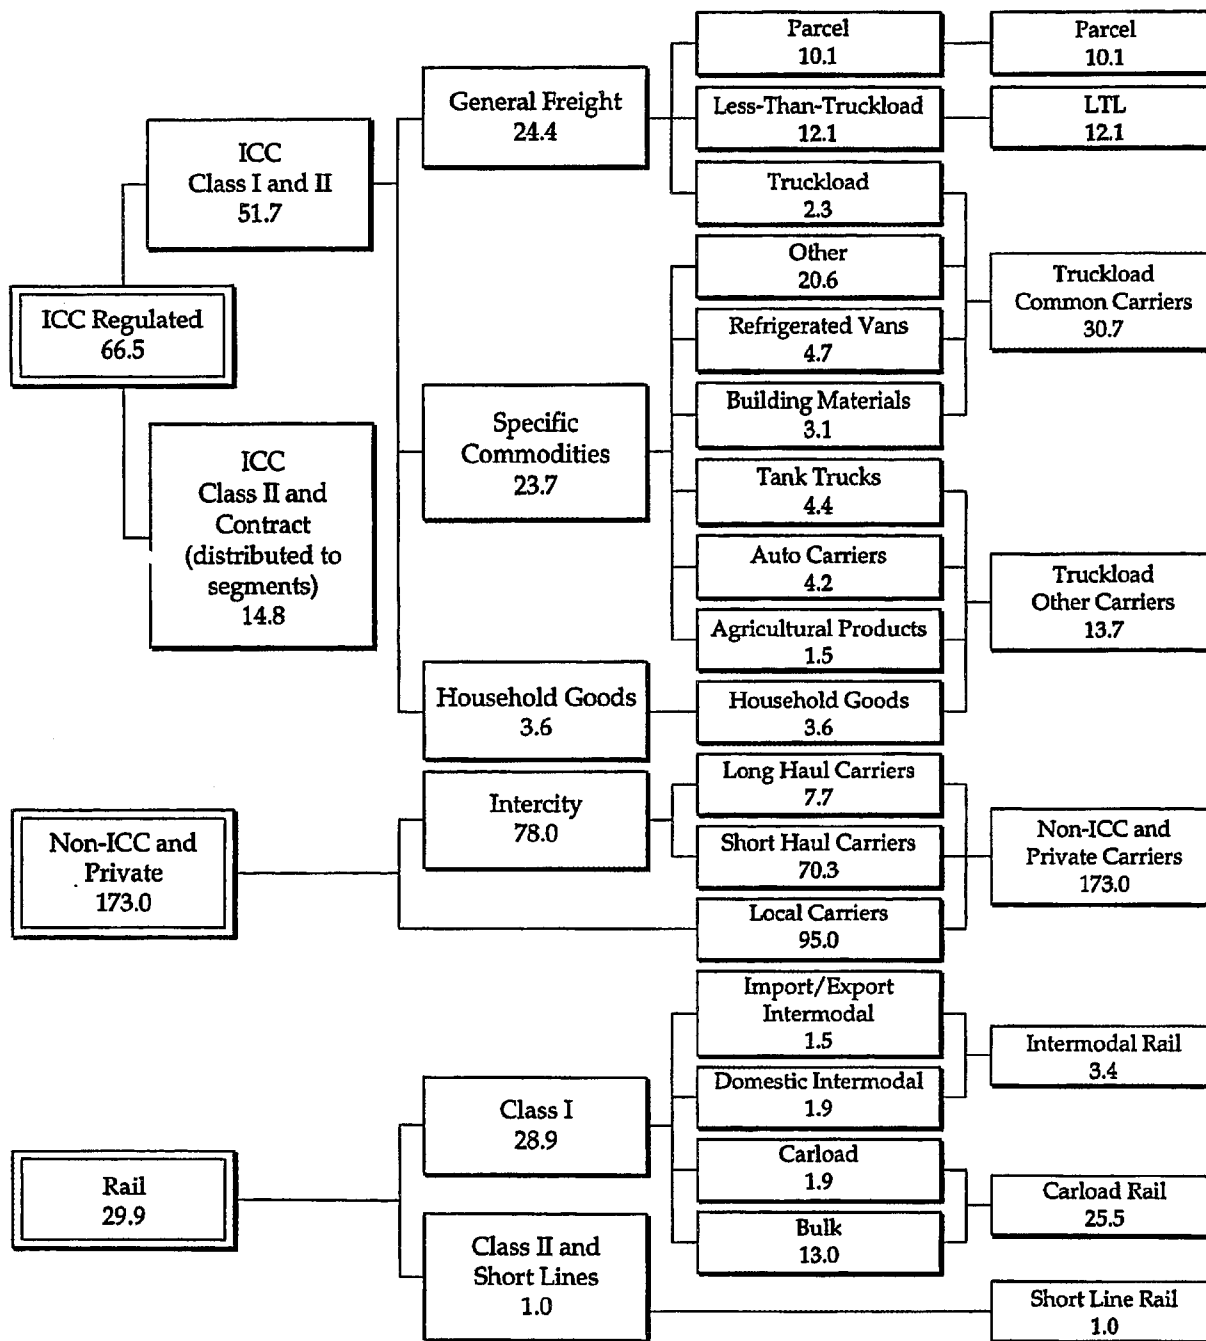 ICC Regulated
66.5
ICC
Class I and II
51.7
ICC
Class II and
Contract
(distributed to
segments)
14.8
General Freight
24.4
Specific
Commodities
23.7
Household Goods
3.6
Parcel
10.1
Less-Than-Truckload
12.1
Truckload
2.3
Other
20.6
Refrigerated Vans
4.7
Building Materials
3.1
Tank Trucks
4.4
Auto Carriers
4.2
Agricultural Products
1.5
Household Goods
3.6
Parcel
10.1
LTL
12.1
Truckload
Common Carriers
30.7
Truckload
Other Carriers
13.7
Non-ICC and
Private
173.0
Intercity
78.0
Long Haul Carriers
7.7
Short Haul Carriers
70.3
Local Carriers
95.0
Non-ICC and
Private Carriers
173.0
Rail
29.9
Class I
28.9
Class II and
Short Lines
1.0
Import/Export
Intermodal
1.5
Domestic Intermodal
1.9
Carload
1.9
Bulk
13.0
Intermodal Rail
3.4
Carload Rail
25.5
Short Line Rail
1.0